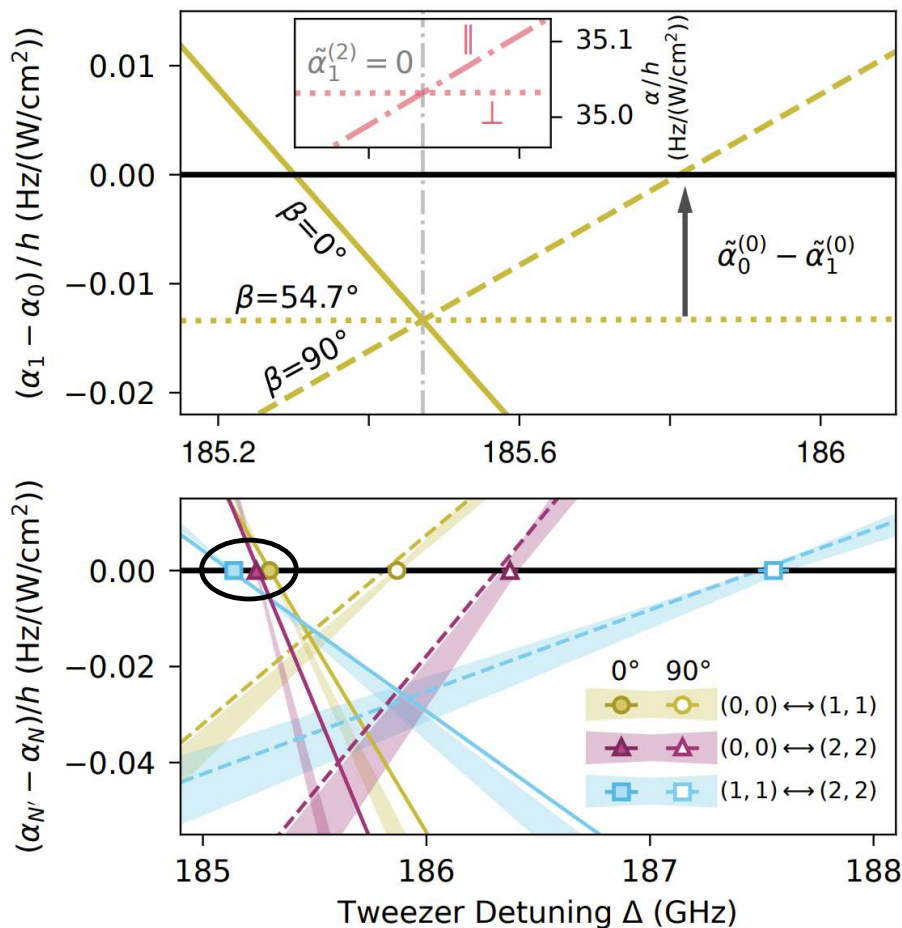 (α₁ − α₀)/h (Hz/(W/cm²))
0.01
0.00
−0.01
−0.02
α̃₁⁽²⁾ = 0
∥
⊥
35.1
35.0
α/h
(Hz/(W/cm²))
β=0°
β=54.7°
β=90°
α̃₀⁽⁰⁾ − α̃₁⁽⁰⁾
185.2
185.6
186
(α_N′ − α_N)/h (Hz/(W/cm²))
0.00
−0.02
−0.04
0° 90°
(0, 0)⟷(1, 1)
(0, 0)⟷(2, 2)
(1, 1)⟷(2, 2)
185
186
187
188
Tweezer Detuning Δ (GHz)